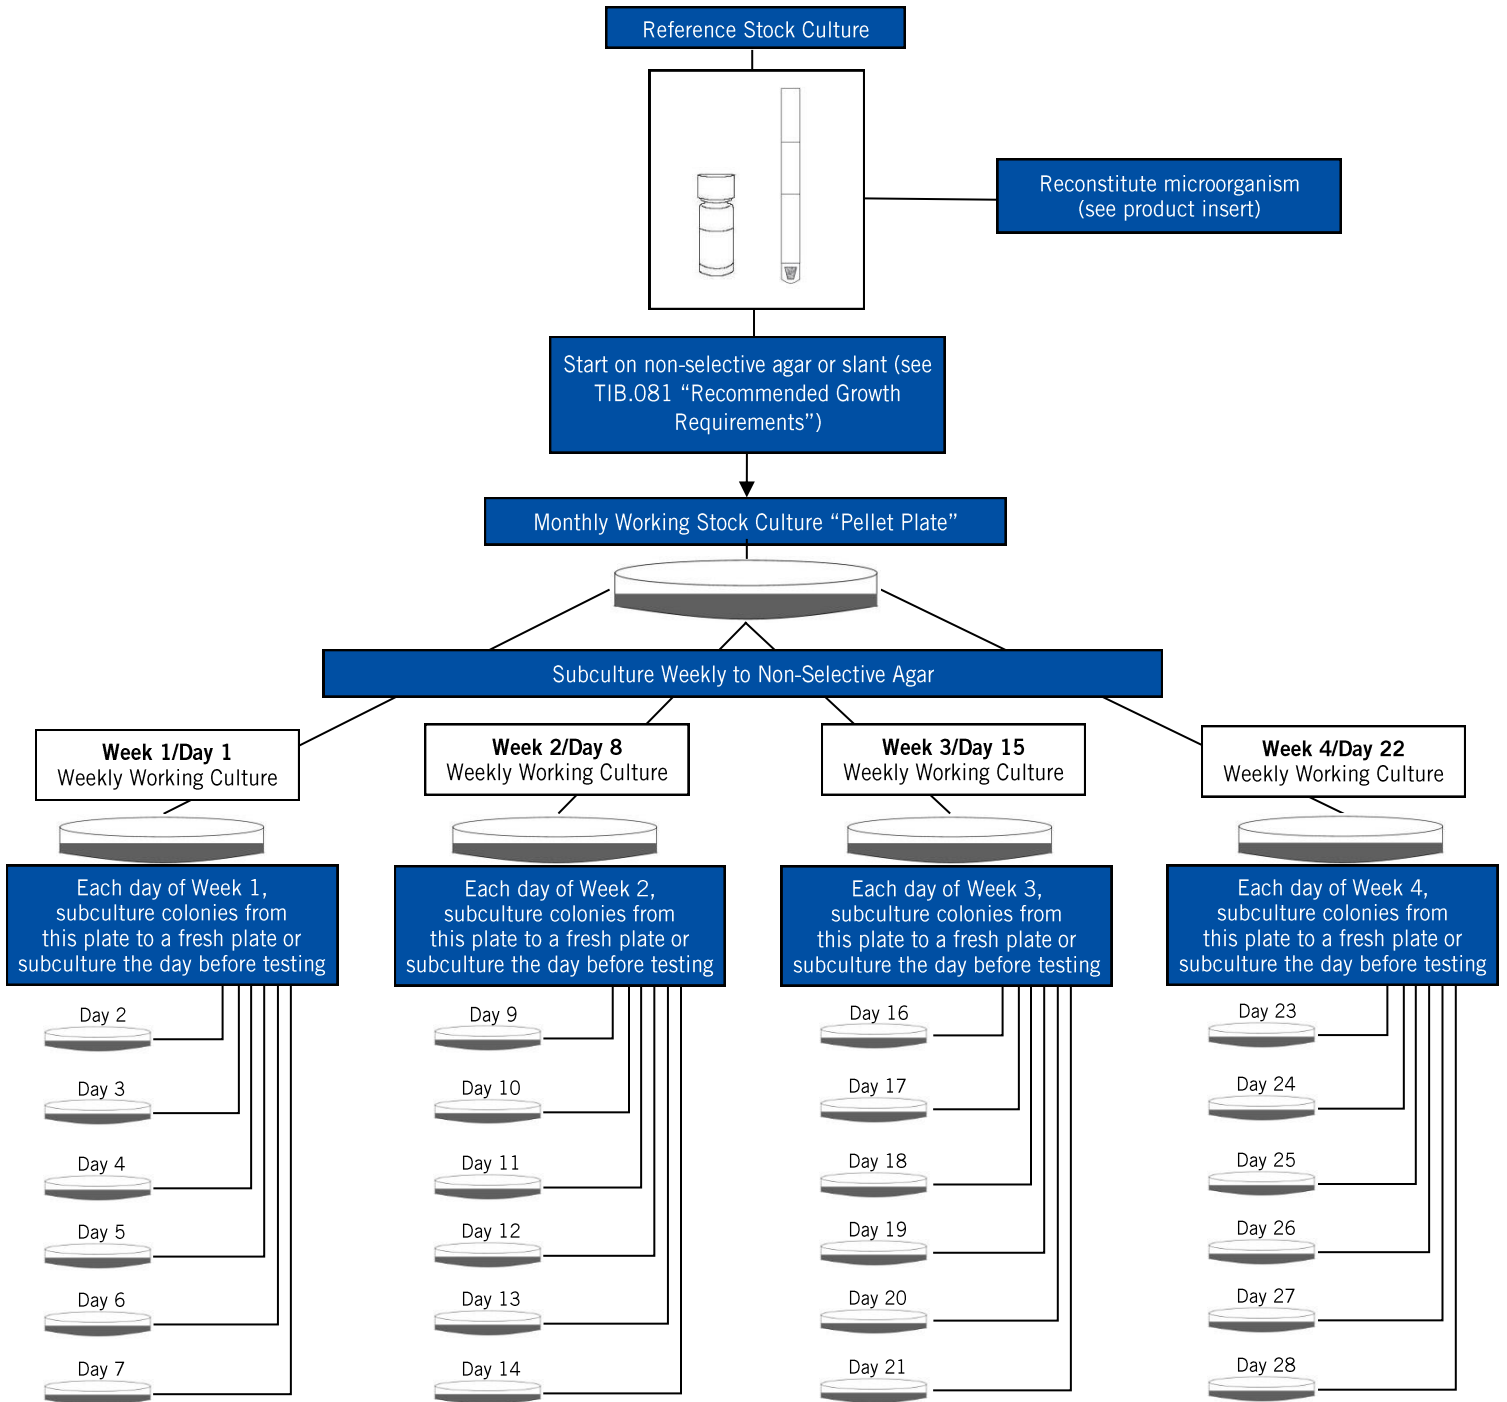 Reference Stock Culture
Reconstitute microorganism
(see product insert)
Start on non-selective agar or slant (see
TIB.081 “Recommended Growth
Requirements”)
Monthly Working Stock Culture “Pellet Plate”
Subculture Weekly to Non-Selective Agar
Week 1/Day 1
Weekly Working Culture
Week 2/Day 8
Weekly Working Culture
Week 3/Day 15
Weekly Working Culture
Week 4/Day 22
Weekly Working Culture
Each day of Week 1,
subculture colonies from
this plate to a fresh plate or
subculture the day before testing
Each day of Week 2,
subculture colonies from
this plate to a fresh plate or
subculture the day before testing
Each day of Week 3,
subculture colonies from
this plate to a fresh plate or
subculture the day before testing
Each day of Week 4,
subculture colonies from
this plate to a fresh plate or
subculture the day before testing
Day 2
Day 3
Day 4
Day 5
Day 6
Day 7
Day 9
Day 10
Day 11
Day 12
Day 13
Day 14
Day 16
Day 17
Day 18
Day 19
Day 20
Day 21
Day 23
Day 24
Day 25
Day 26
Day 27
Day 28